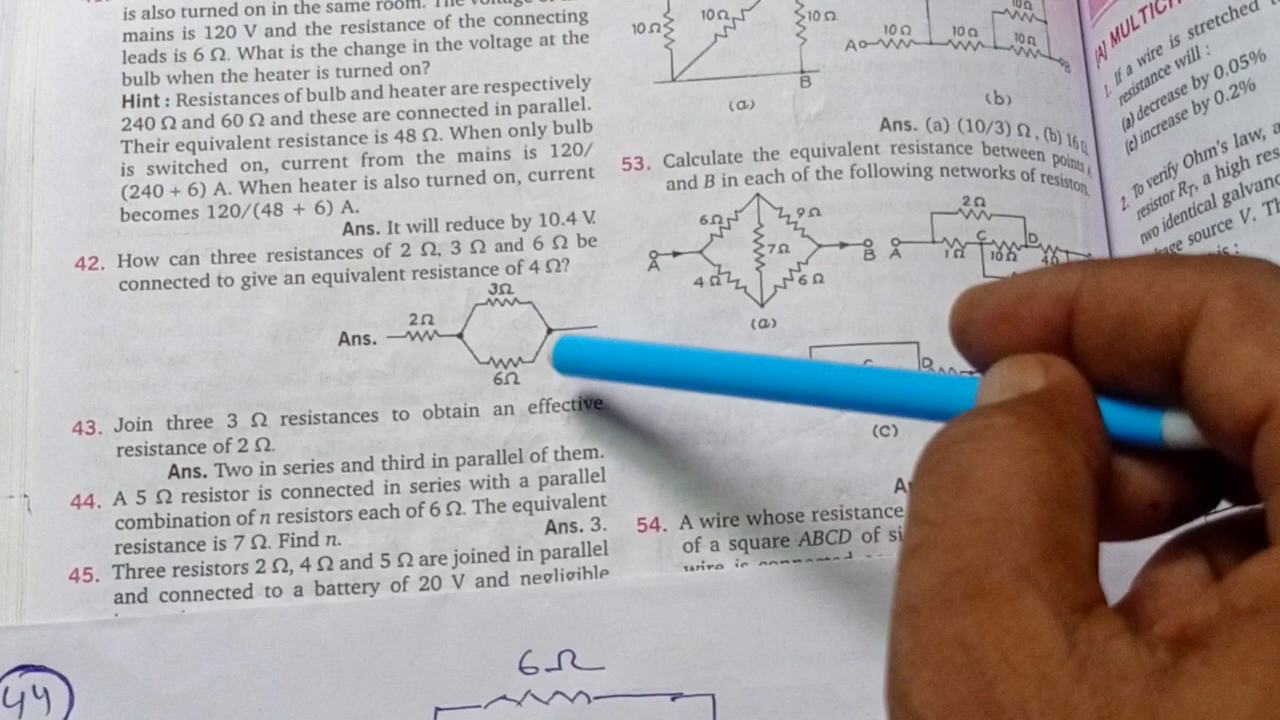 is also turned on in the same room. The
mains is 120 V and the resistance of the connecting
leads is 6 Ω. What is the change in the voltage at the
bulb when the heater is turned on?
Hint : Resistances of bulb and heater are respectively
240 Ω and 60 Ω and these are connected in parallel.
Their equivalent resistance is 48 Ω. When only bulb
is switched on, current from the mains is 120/
(240 + 6) A. When heater is also turned on, current
becomes 120/(48 + 6) A.
Ans. It will reduce by 10.4 V.
42. How can three resistances of 2 Ω, 3 Ω and 6 Ω be
connected to give an equivalent resistance of 4 Ω?
3Ω
2Ω
Ans.
6Ω
43. Join three 3 Ω resistances to obtain an effective
resistance of 2 Ω.
Ans. Two in series and third in parallel of them.
44. A 5 Ω resistor is connected in series with a parallel
combination of n resistors each of 6 Ω. The equivalent
resistance is 7 Ω. Find n.
Ans. 3.
45. Three resistors 2 Ω, 4 Ω and 5 Ω are joined in parallel
and connected to a battery of 20 V and negligible
10Ω
10Ω
10Ω
B
(a)
10Ω
10Ω
10Ω
10Ω
A
B
(b)
Ans. (a) (10/3) Ω, (b) 16 Ω
53. Calculate the equivalent resistance between points A
and B in each of the following networks of resistors
6Ω
9Ω
7Ω
4Ω
6Ω
A
B
(a)
2Ω
A
C
D
1Ω
10Ω
4Ω
D
(C)
54. A wire whose resistance
of a square ABCD of
wire is
(A)
1. If a wire is stretched
resistance will :
(a) decrease by 0.05%
(c) increase by 0.2%
2. To verify Ohm's law,
resistor RT, a high
two identical
source V.
44
6Ω